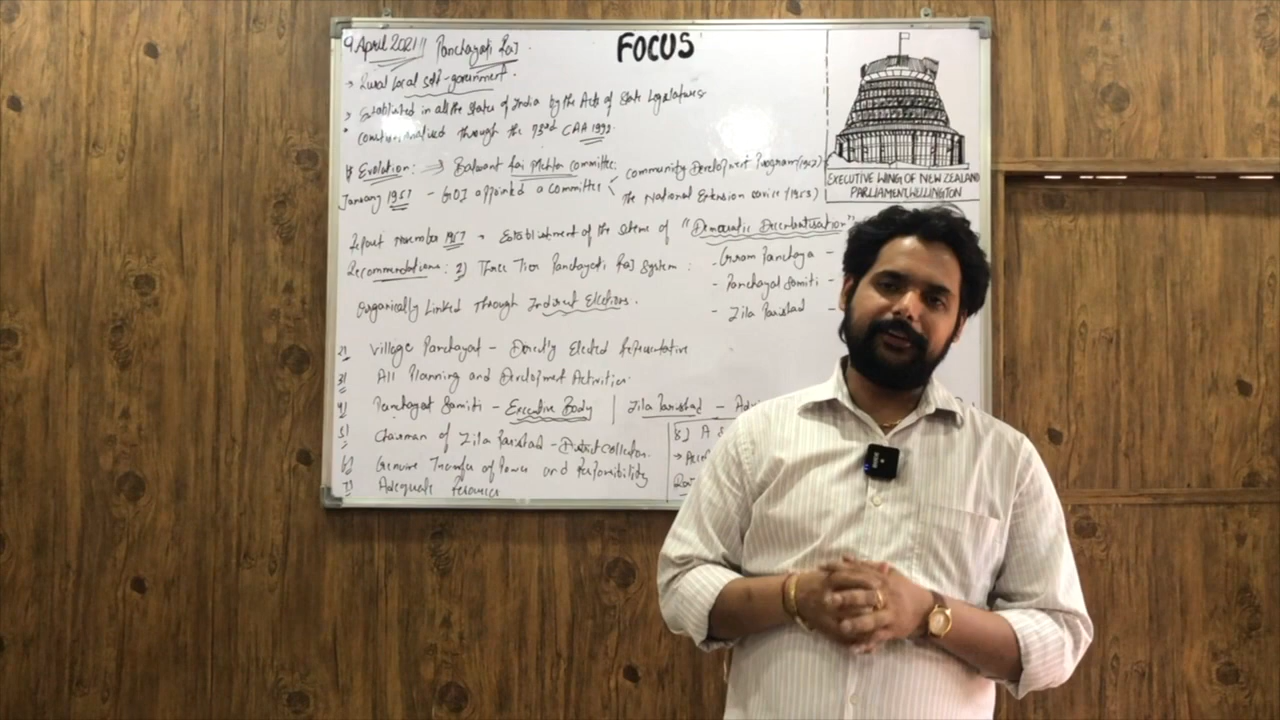 9 April 2021 || Panchayati Raj.
FOCUS
→ Rural Local Self-government.
→ Established in all the States of India by the Acts of State Legislatures
through the 73rd CAA 1992.
Evolution: ⇒ Balwant Rai Mehta committee:
January 1957 - GOI appointed a committee
Community Development Program (1952)
The National Extension Service (1953)
EXECUTIVE WING OF NEW ZEALAND
PARLIAMENT, WELLINGTON
Report November 1957 → Establishment of the scheme of "Democratic Decentralisation"
Recommendations: 1) Three Tier Panchayati Raj System:
- Gram Panchaya -
- Panchayat Samiti -
- Zila Parishad -
Organically Linked Through Indirect Elections.
2) Village Panchayat - Directly Elected Representative
3) All Planning and Development Activities.
4) Panchayat Samiti - Executive Body | Zila Parishad -
5) Chairman of Zila Parishad - District Collector.
6) Genuine Transfer of Power and Responsibility
7) Adequate Resources
8) A